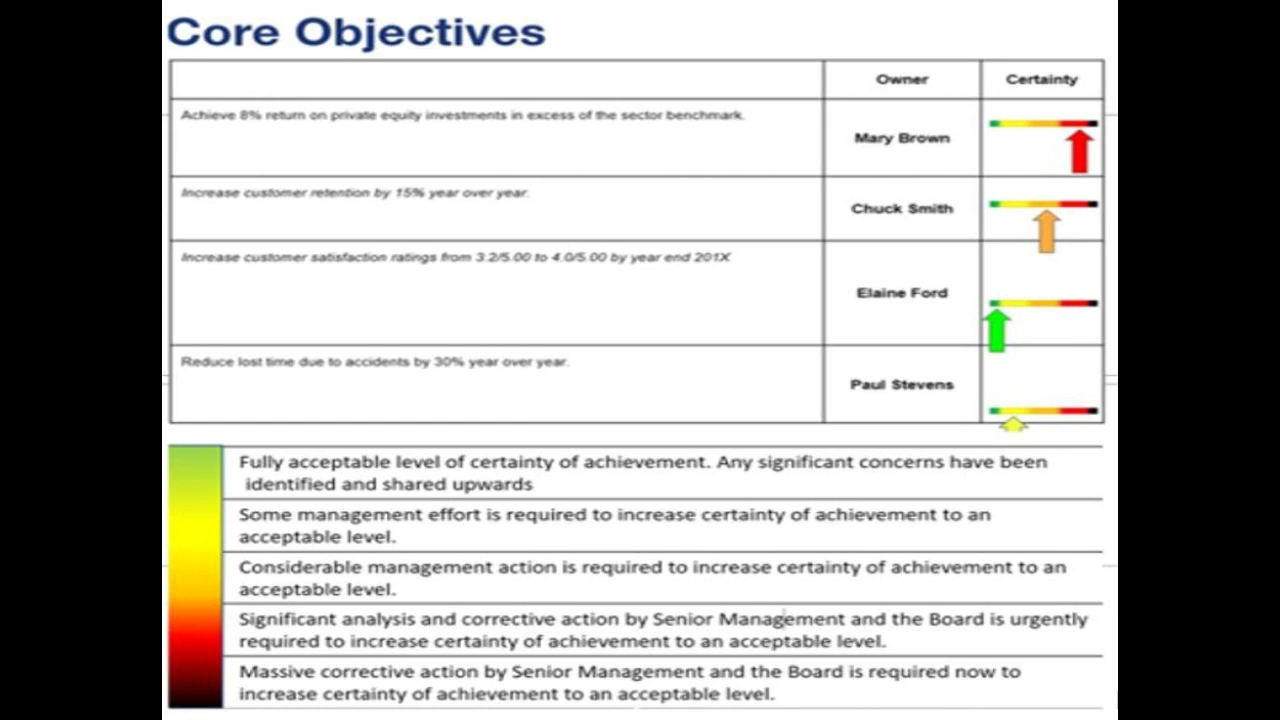 Core Objectives
Owner
Certainty
Achieve 8% return on private equity investments in excess of the sector benchmark.
Mary Brown
Increase customer retention by 15% year over year.
Chuck Smith
Increase customer satisfaction ratings from 3.2/5.00 to 4.0/5.00 by year end 201X
Elaine Ford
Reduce lost time due to accidents by 30% year over year.
Paul Stevens
Fully acceptable level of certainty of achievement. Any significant concerns have been
identified and shared upwards
Some management effort is required to increase certainty of achievement to an
acceptable level.
Considerable management action is required to increase certainty of achievement to an
acceptable level.
Significant analysis and corrective action by Senior Management and the Board is urgently
required to increase certainty of achievement to an acceptable level.
Massive corrective action by Senior Management and the Board is required now to
increase certainty of achievement to an acceptable level.